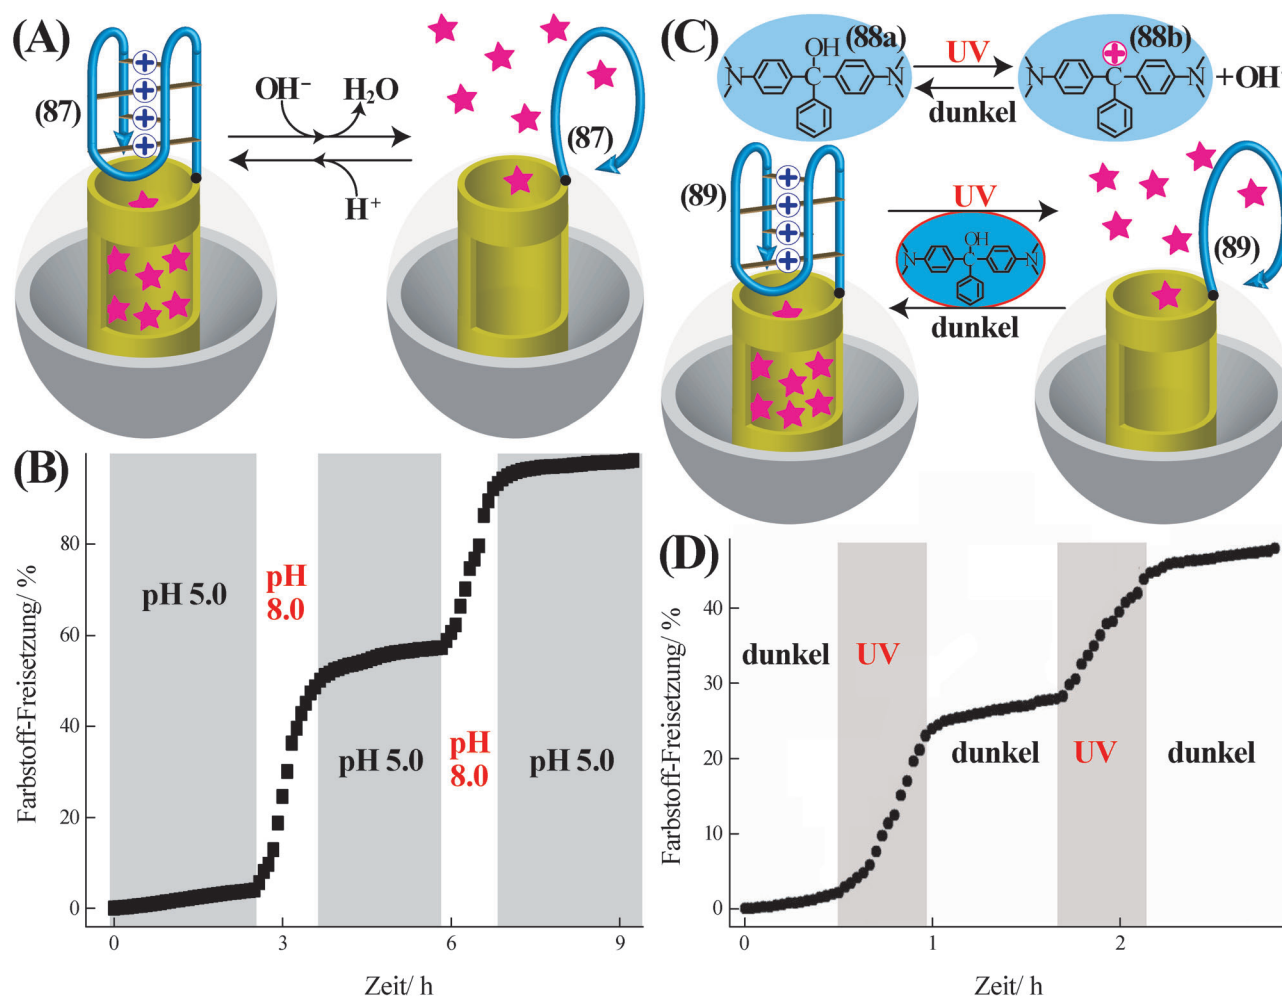 (A)
(87)
OH⁻
H₂O
H⁺
(87)
(B)
Farbstoff-Freisetzung/ %
80
60
40
20
0
pH 5.0
pH
8.0
pH 5.0
pH
8.0
pH 5.0
0
3
6
9
Zeit/ h
(C)
OH
(88a)
N
C
N
UV
dunkel
(88b)
+
N
C
N
+OH⁻
(89)
UV
OH
N
C
N
dunkel
(89)
(D)
Farbstoff-Freisetzung/ %
40
30
20
10
0
dunkel
UV
dunkel
UV
dunkel
0
1
2
Zeit/ h